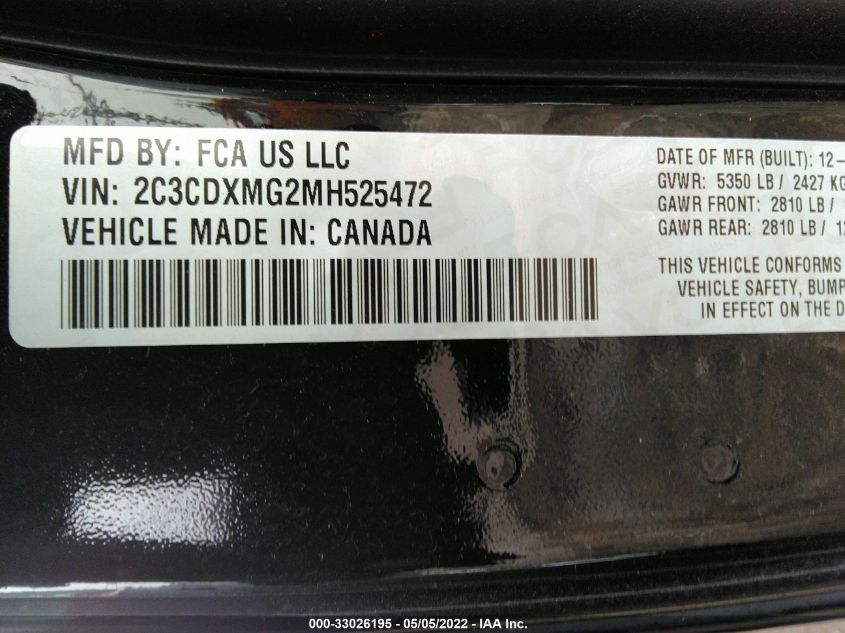 MFD BY: FCA US LLC
VIN: 2C3CDXMG2MH525472
VEHICLE MADE IN: CANADA
DATE OF MFR (BUILT): 12-
GVWR: 5350 LB / 2427 KG
GAWR FRONT: 2810 LB /
GAWR REAR: 2810 LB / 12
THIS VEHICLE CONFORMS
VEHICLE SAFETY, BUMP
IN EFFECT ON THE D
000-33026195 - 05/05/2022 - IAA Inc.